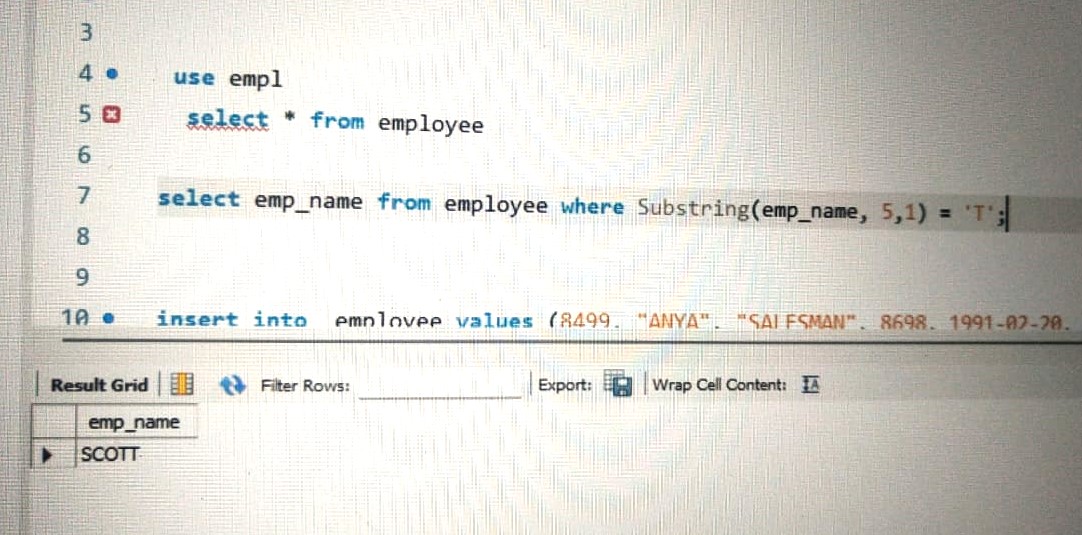 3
4 use empl
5 select * from employee
6
7 select emp_name from employee where Substring(emp_name, 5,1) = 'T';
8
9
10 insert into employee values (8499, "ANYA", "SALESMAN", 8698, 1991-02-20,
Result Grid Filter Rows: Export: Wrap Cell Content: IA
emp_name
SCOTT